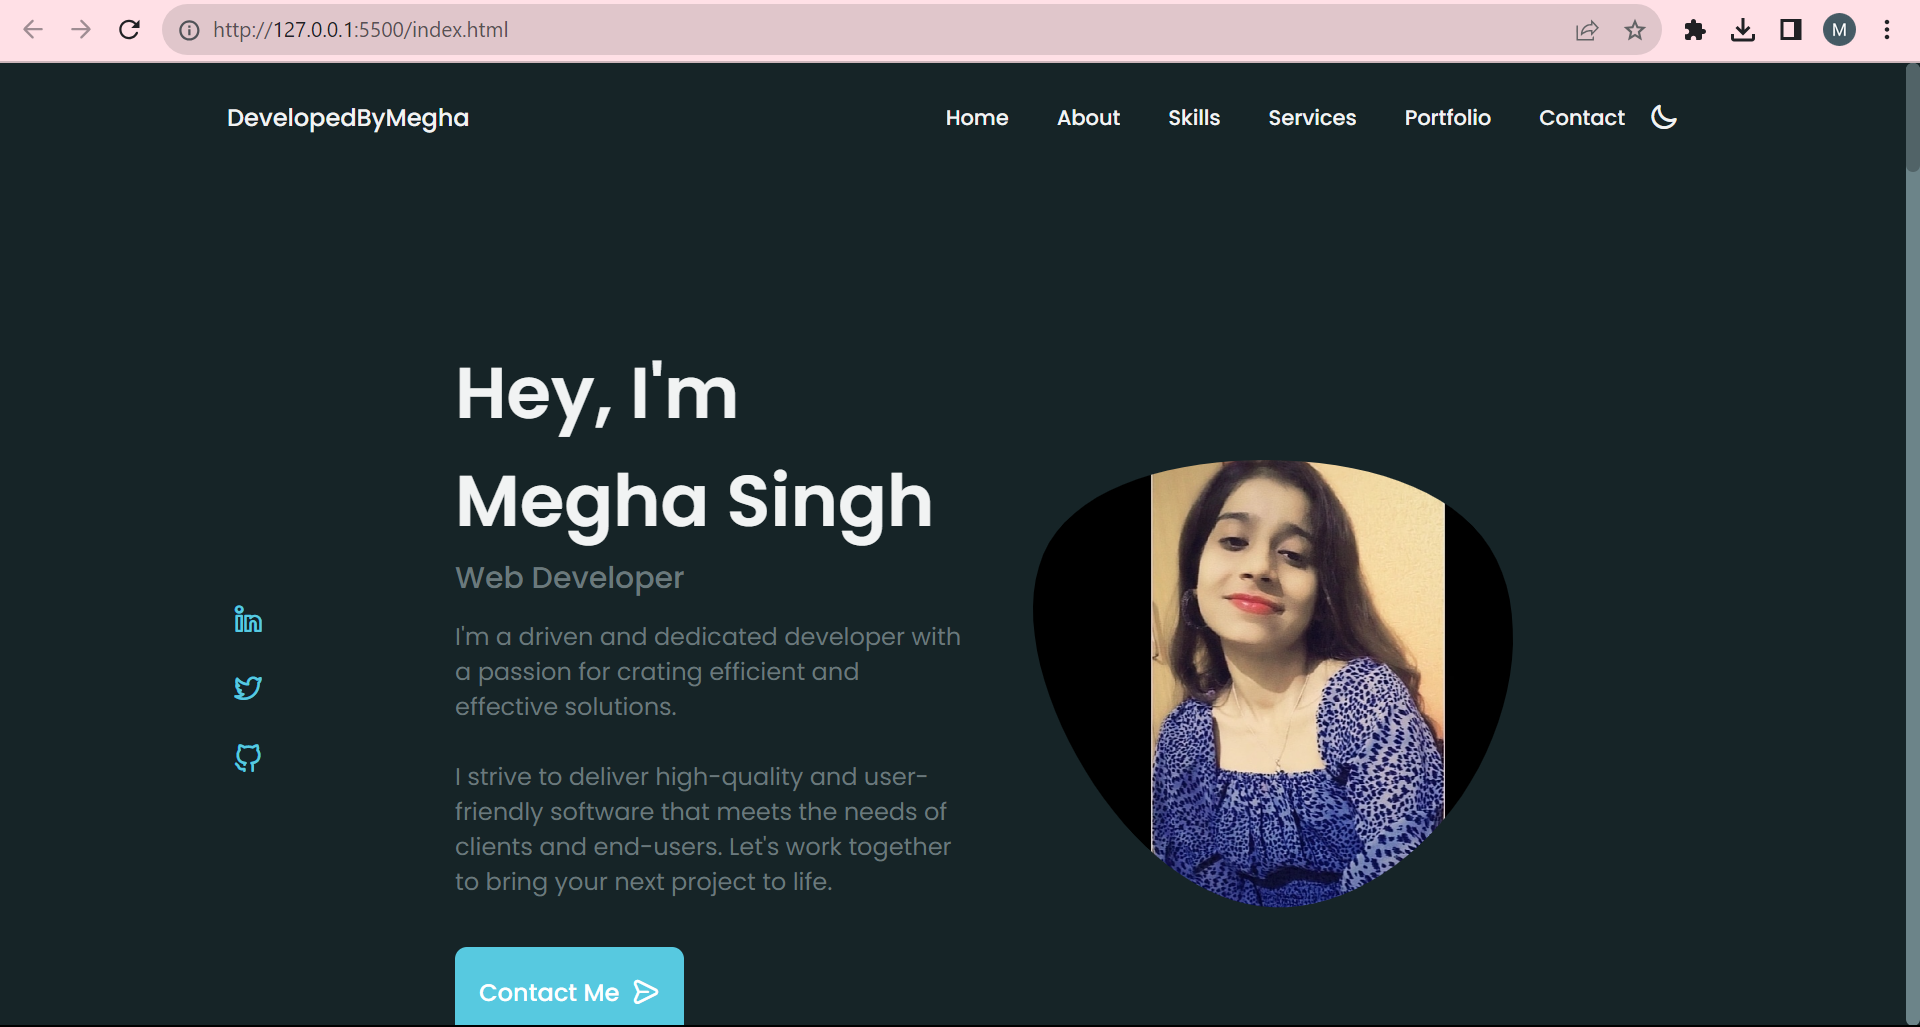 http://127.0.0.1:5500/index.html
M
DevelopedByMegha
Home About Skills Services Portfolio Contact
Hey, I'm
Megha Singh
Web Developer
I'm a driven and dedicated developer with
a passion for crating efficient and
effective solutions.
I strive to deliver high-quality and user-
friendly software that meets the needs of
clients and end-users. Let's work together
to bring your next project to life.
in
Contact Me